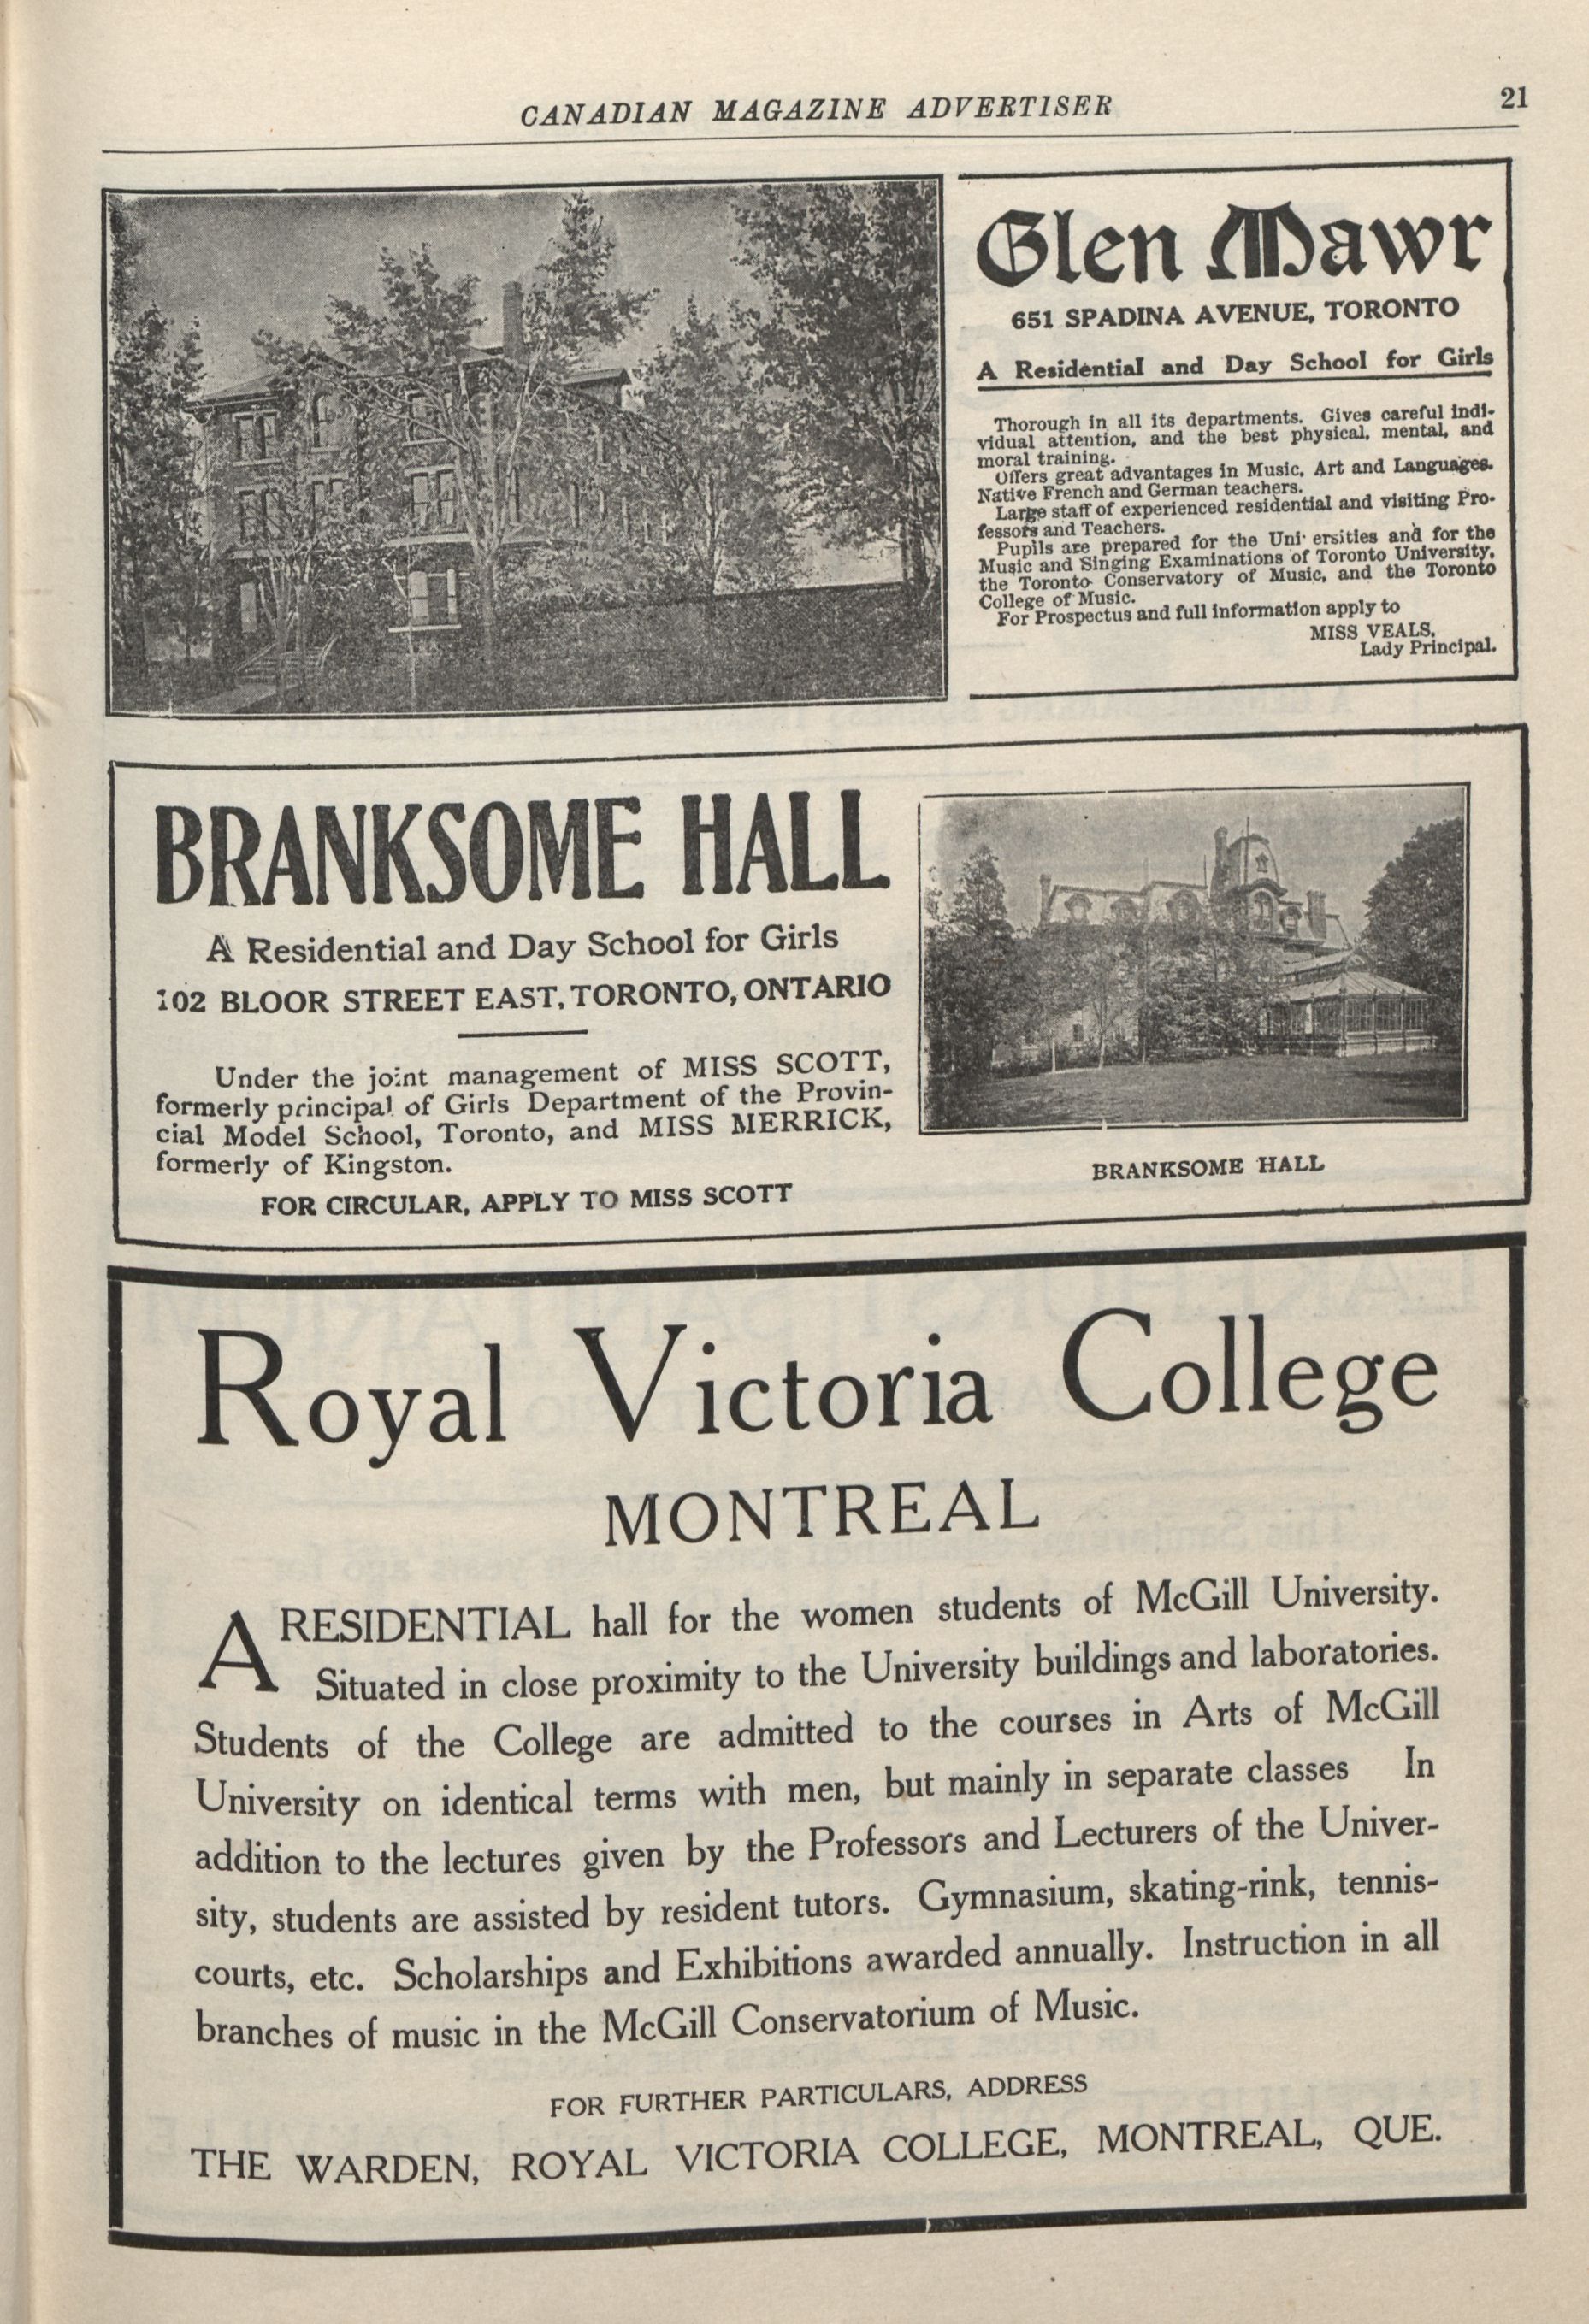 CANADIAN MAGAZINE ADVERTISER
21
Glen Mawr
651 SPADINA AVENUE, TORONTO
A Residential and Day School for Girls
Thorough in all its departments. Gives careful indi-
vidual attention, and the best physical, mental, and
moral training.
Offers great advantages in Music, Art and Languages.
Native French and German teachers.
Large staff of experienced residential and visiting Pro-
fessors and Teachers.
Pupils are prepared for the Uni ersities and for the
Music and Singing Examinations of Toronto University,
the Toronto Conservatory of Music, and the Toronto
College of Music.
For Prospectus and full information apply to
MISS VEALS,
Lady Principal.
BRANKSOME HALL
A Residential and Day School for Girls
102 BLOOR STREET EAST, TORONTO, ONTARIO
Under the joint management of MISS SCOTT,
formerly principal of Girls Department of the Provin-
cial Model School, Toronto, and MISS MERRICK,
formerly of Kingston.
FOR CIRCULAR, APPLY TO MISS SCOTT
BRANKSOME HALL
Royal Victoria College
MONTREAL
A RESIDENTIAL hall for the women students of McGill University.
Situated in close proximity to the University buildings and laboratories.
Students of the College are admitted to the courses in Arts of McGill
University on identical terms with men, but mainly in separate classes In
addition to the lectures given by the Professors and Lecturers of the Univer-
sity, students are assisted by resident tutors. Gymnasium, skating-rink, tennis-
courts, etc. Scholarships and Exhibitions awarded annually. Instruction in all
branches of music in the McGill Conservatorium of Music.
FOR FURTHER PARTICULARS, ADDRESS
THE WARDEN, ROYAL VICTORIA COLLEGE, MONTREAL, QUE.